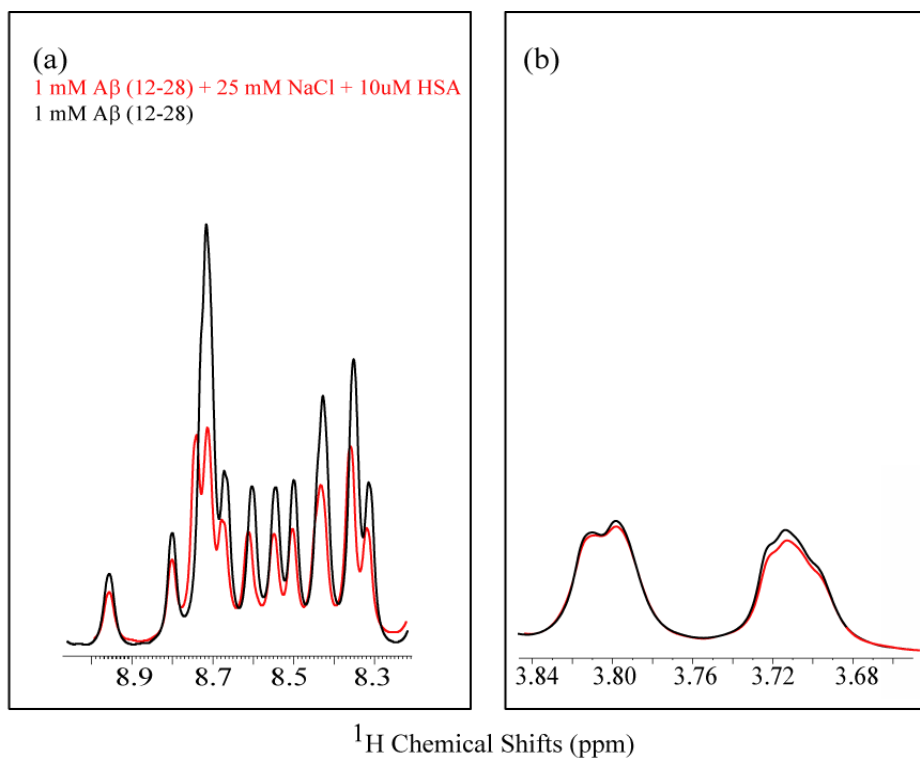 (a)
1 mM Aβ (12-28) + 25 mM NaCl + 10uM HSA
1 mM Aβ (12-28)
8.9 8.7 8.5 8.3
(b)
3.84 3.80 3.76 3.72 3.68
¹H Chemical Shifts (ppm)